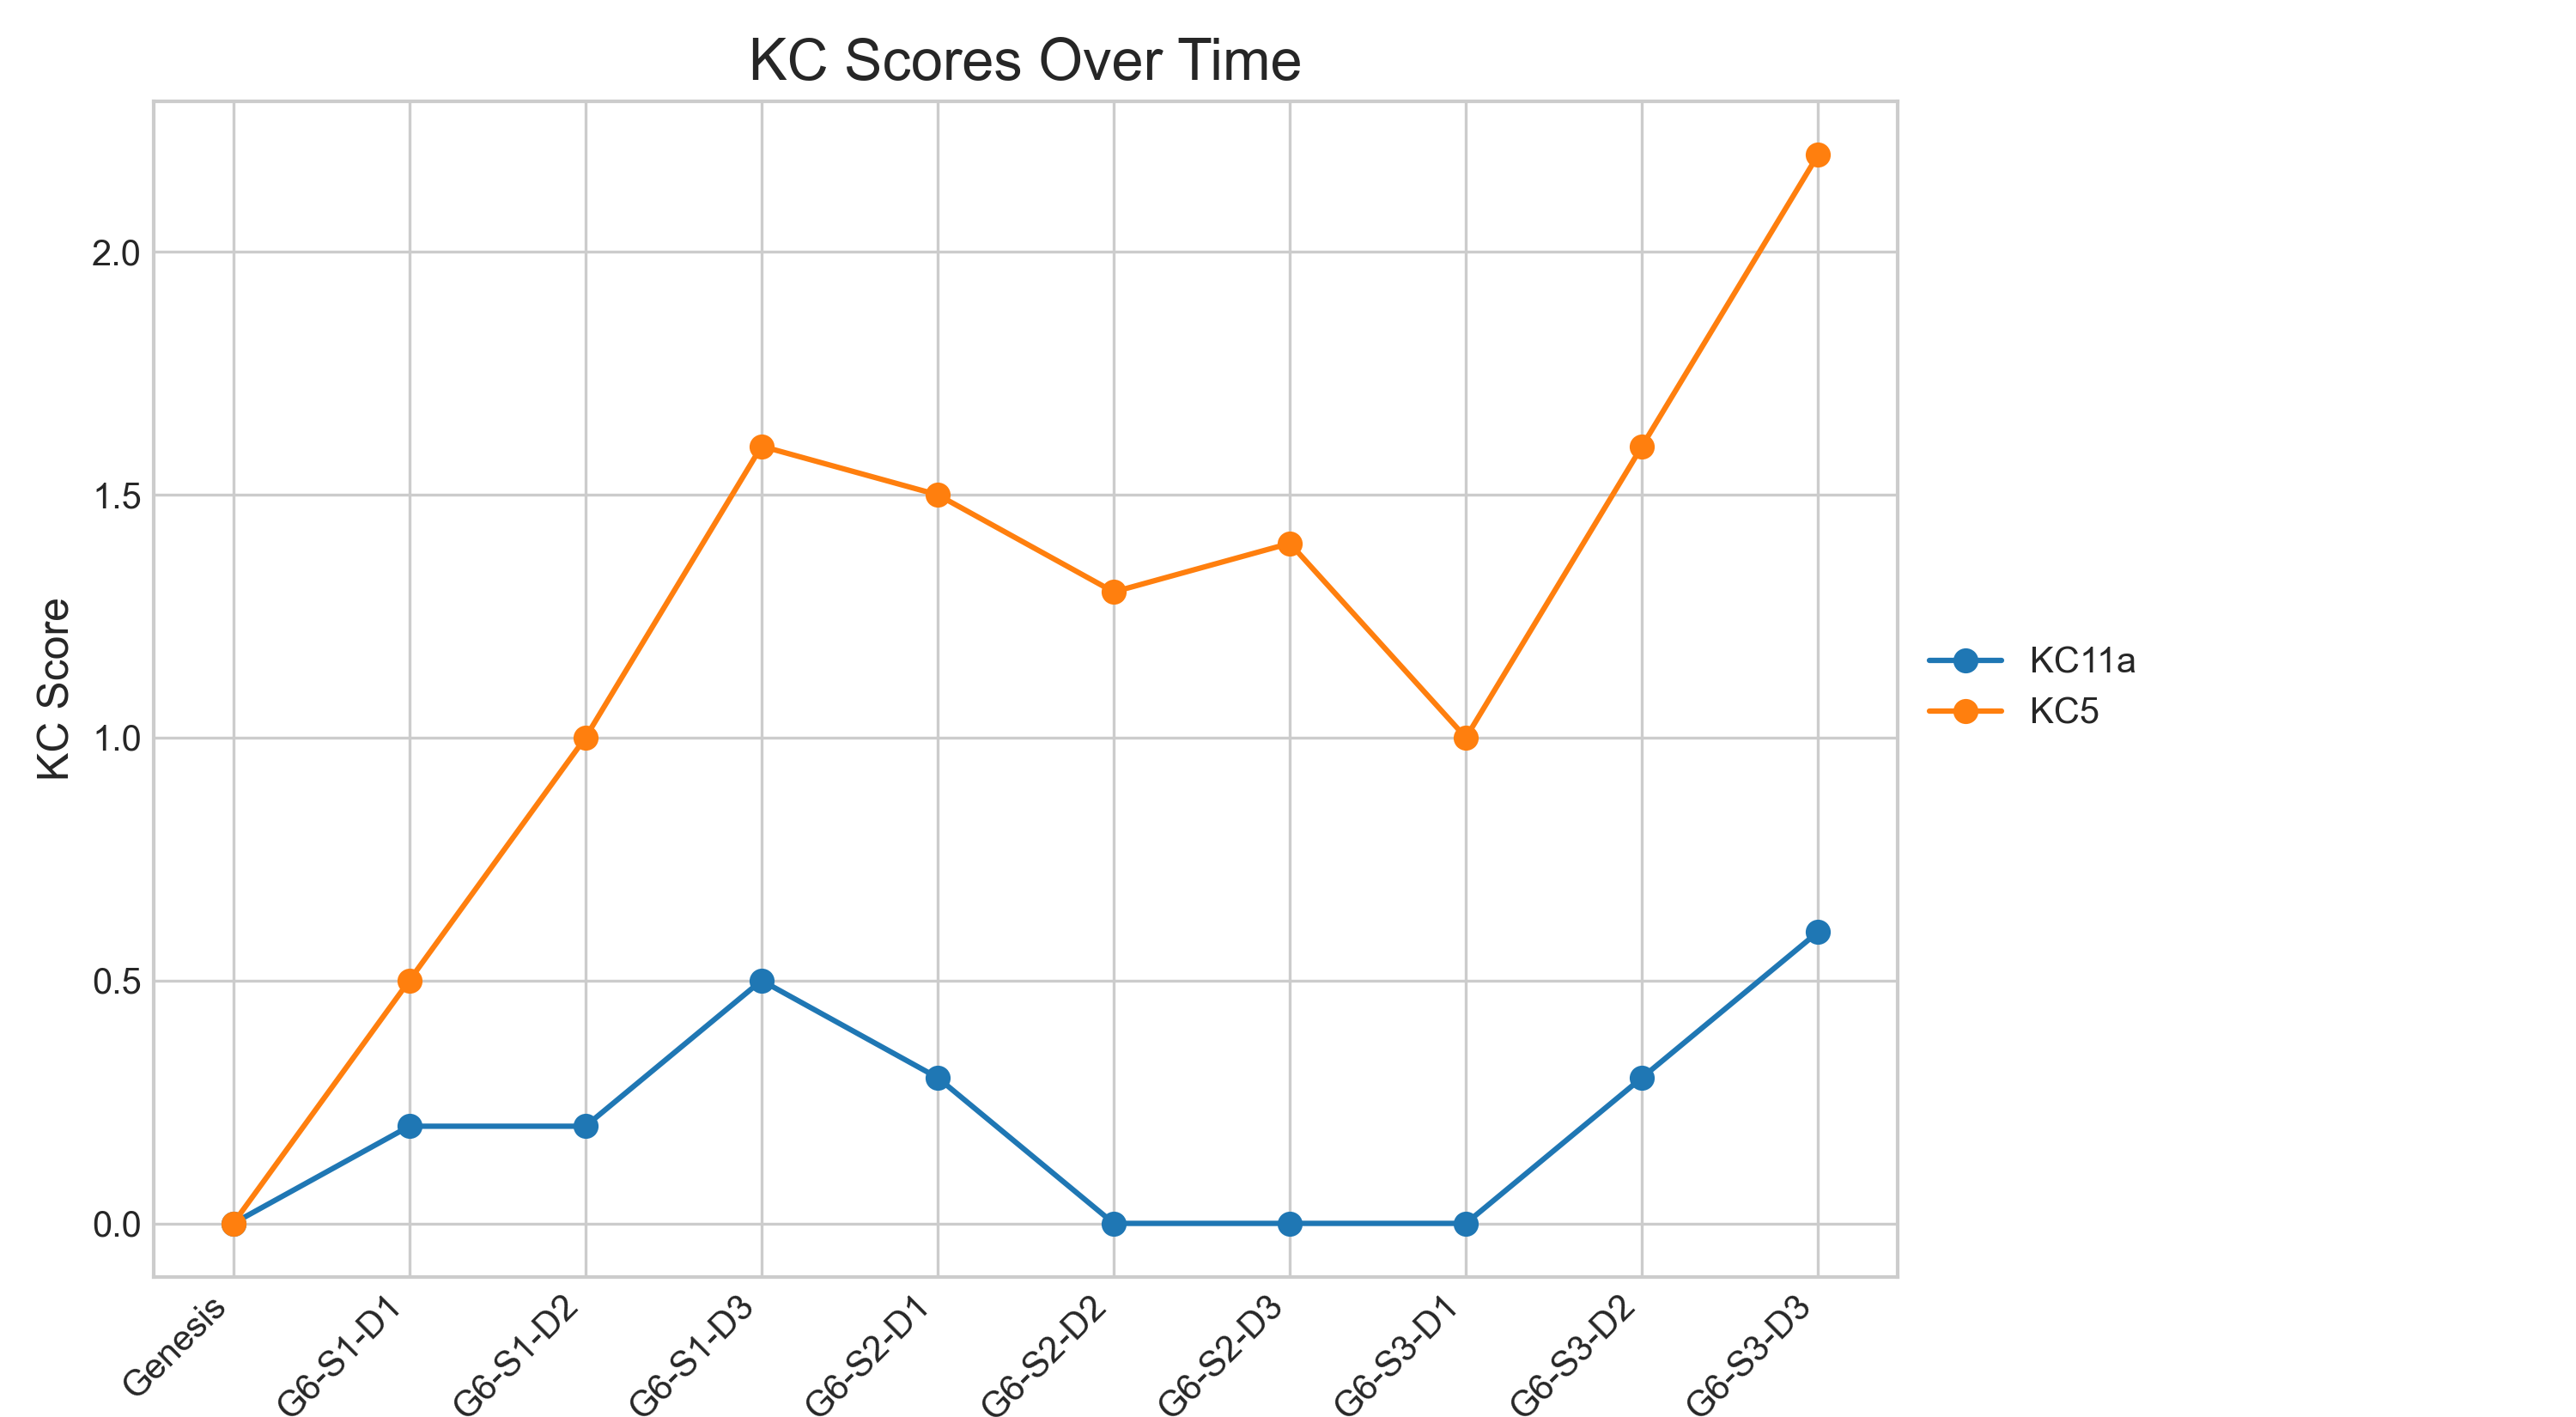 KC Scores Over Time
KC Score
2.0
1.5
1.0
0.5
0.0
Genesis
G6-S1-D1
G6-S1-D2
G6-S1-D3
G6-S2-D1
G6-S2-D2
G6-S2-D3
G6-S3-D1
G6-S3-D2
G6-S3-D3
KC11a
KC5